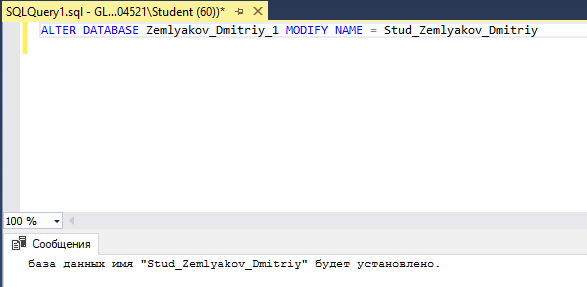 SQLQuery1.sql - GL...04521\Student (60))*
ALTER DATABASE Zemlyakov_Dmitriy_1 MODIFY NAME = Stud_Zemlyakov_Dmitriy
100 %
Сообщения
база данных имя "Stud_Zemlyakov_Dmitriy" будет установлено.